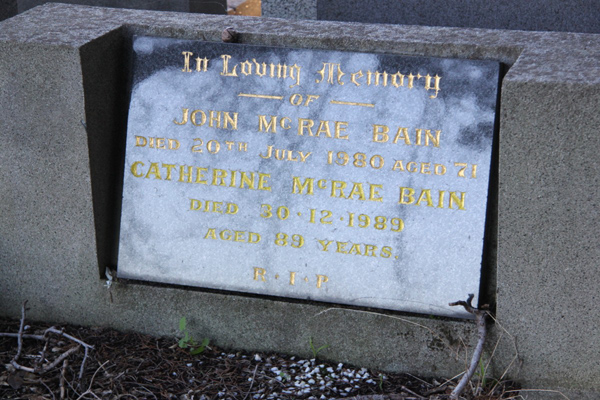 In Loving Memory
OF
JOHN McRAE BAIN
DIED 20TH JULY 1980 AGED 71
CATHERINE McRAE BAIN
DIED 30·12·1989
AGED 89 YEARS.
R·I·P